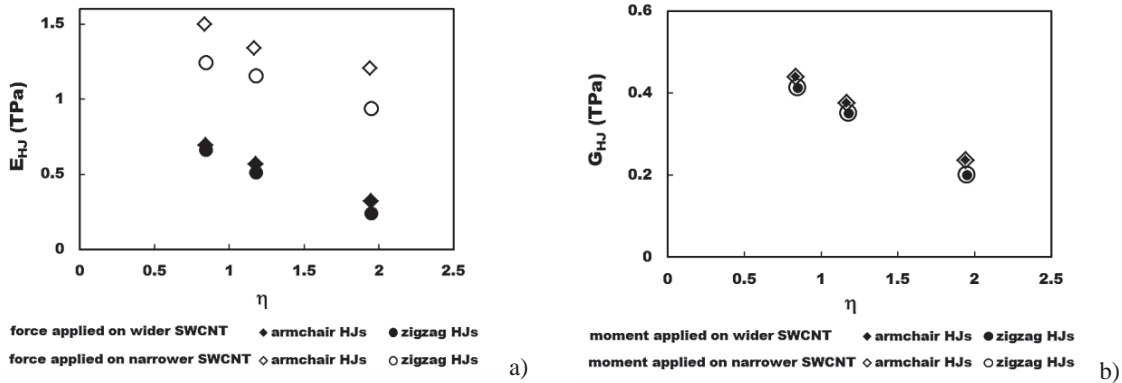 1.5
1
0.5
0
E_HJ (TPa)
0 0.5 1 1.5 2 2.5
η
force applied on wider SWCNT armchair HJs zigzag HJs
force applied on narrower SWCNT armchair HJs zigzag HJs
a)
0.6
0.4
0.2
0
G_HJ (TPa)
0 0.5 1 1.5 2 2.5
η
moment applied on wider SWCNT armchair HJs zigzag HJs
moment applied on narrower SWCNT armchair HJs zigzag HJs
b)